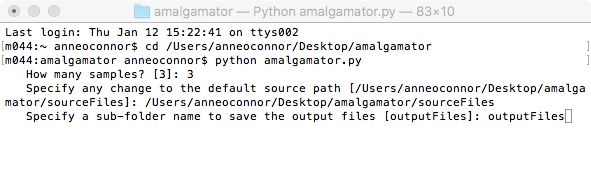 amalgamator — Python amalgamator.py — 83×10
Last login: Thu Jan 12 15:22:41 on ttys002
[m044:~ anneoconnor$ cd /Users/anneoconnor/Desktop/amalgamator ]
[m044:amalgamator anneoconnor$ python amalgamator.py ]
How many samples? [3]: 3
Specify any change to the default source path [/Users/anneoconnor/Desktop/amalga
mator/sourceFiles]: /Users/anneoconnor/Desktop/amalgamator/sourceFiles
Specify a sub-folder name to save the output files [outputFiles]: outputFiles